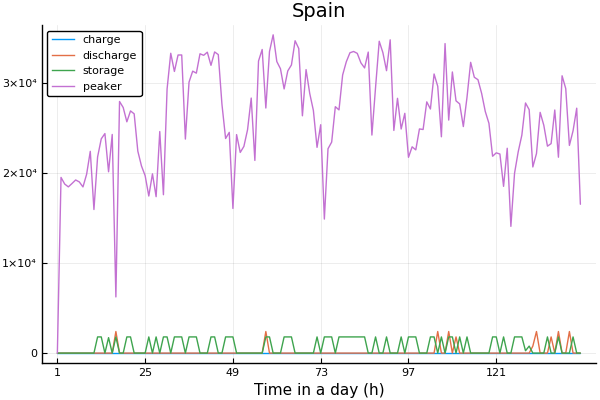 Spain
charge
discharge
storage
peaker
3×10⁴
2×10⁴
1×10⁴
0
1 25 49 73 97 121
Time in a day (h)